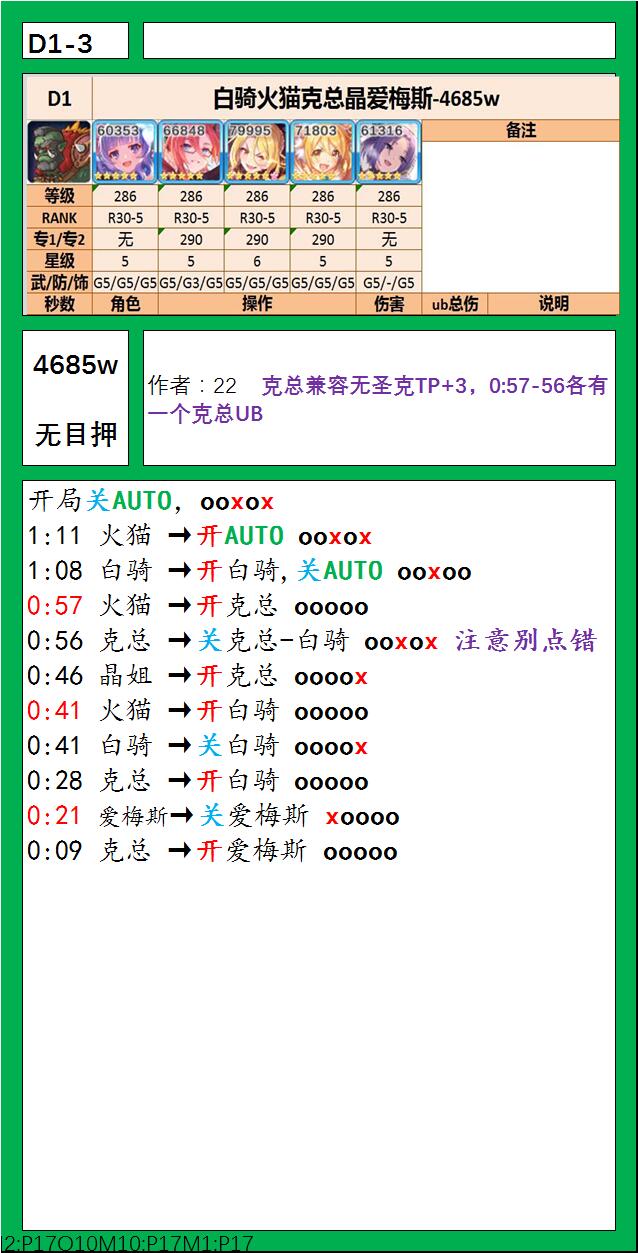 D1-3
D1 白骑火猫克总晶爱梅斯-4685w
60353 66848 79995 71803 61316 备注
等级 286 286 286 286 286
RANK R30-5 R30-5 R30-5 R30-5 R30-5
专1/专2 无 290 290 290 无
星级 5 5 6 5 5
武/防/饰 G5/G5/G5 G5/G3/G5 G5/G5/G5 G5/G5/G5 G5/-/G5
秒数 角色 操作 伤害 ub总伤 说明
4685w
无目押
作者：22 克总兼容无圣克TP+3，0:57-56各有
一个克总UB
开局关AUTO, ooxox
1:11 火猫 →开AUTO ooxox
1:08 白骑 →开白骑,关AUTO ooxoo
0:57 火猫 →开克总 ooooo
0:56 克总 →关克总-白骑 ooxox 注意别点错
0:46 晶姐 →开克总 oooox
0:41 火猫 →开白骑 ooooo
0:41 白骑 →关白骑 oooox
0:28 克总 →开白骑 ooooo
0:21 爱梅斯→关爱梅斯 xoooo
0:09 克总 →开爱梅斯 ooooo
2:P17O10M10:P17M1:P17